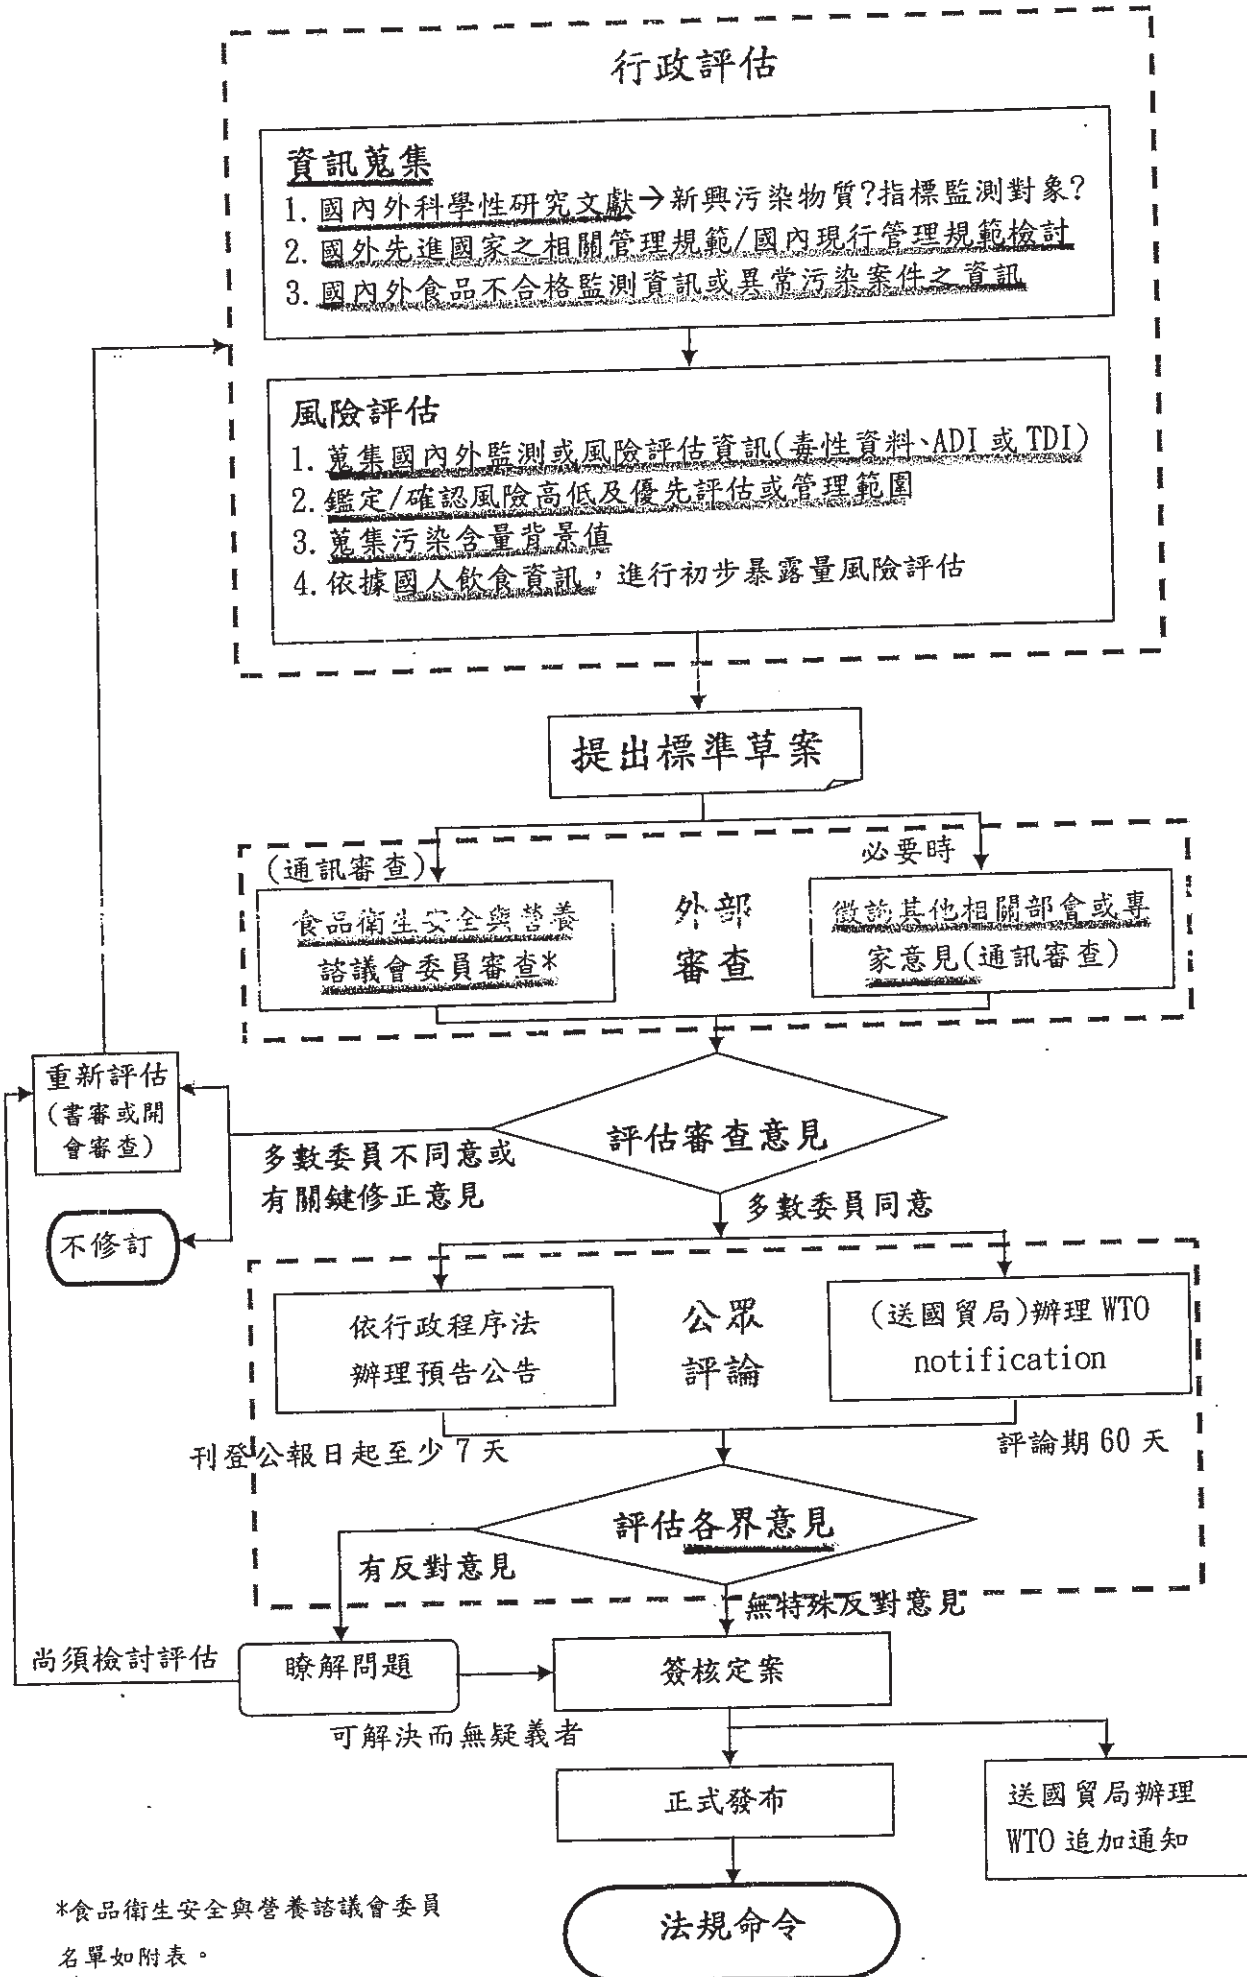 行政評估
資訊蒐集
1. 國內外科學性研究文獻→新興污染物質?指標監測對象?
2. 國外先進國家之相關管理規範/國內現行管理規範檢討
3. 國內外食品不合格監測資訊或異常污染案件之資訊
風險評估
1. 蒐集國內外監測或風險評估資訊(毒性資料、ADI 或 TDI)
2. 鑑定/確認風險高低及優先評估或管理範圍
3. 蒐集污染含量背景值
4. 依據國人飲食資訊，進行初步暴露量風險評估
提出標準草案
(通訊審查)
必要時
食品衛生安全與營養
諮議會委員審查*
外部
審查
徵詢其他相關部會或專
家意見(通訊審查)
重新評估
(書審或開
會審查)
評估審查意見
多數委員不同意或
有關鍵修正意見
多數委員同意
不修訂
依行政程序法
辦理預告公告
公眾
評論
(送國貿局)辦理 WTO
notification
刊登公報日起至少 7 天
評論期 60 天
評估各界意見
有反對意見
無特殊反對意見
尚須檢討評估
瞭解問題
簽核定案
可解決而無疑義者
正式發布
送國貿局辦理
WTO 追加通知
法規命令
*食品衛生安全與營養諮議會委員
名單如附表。